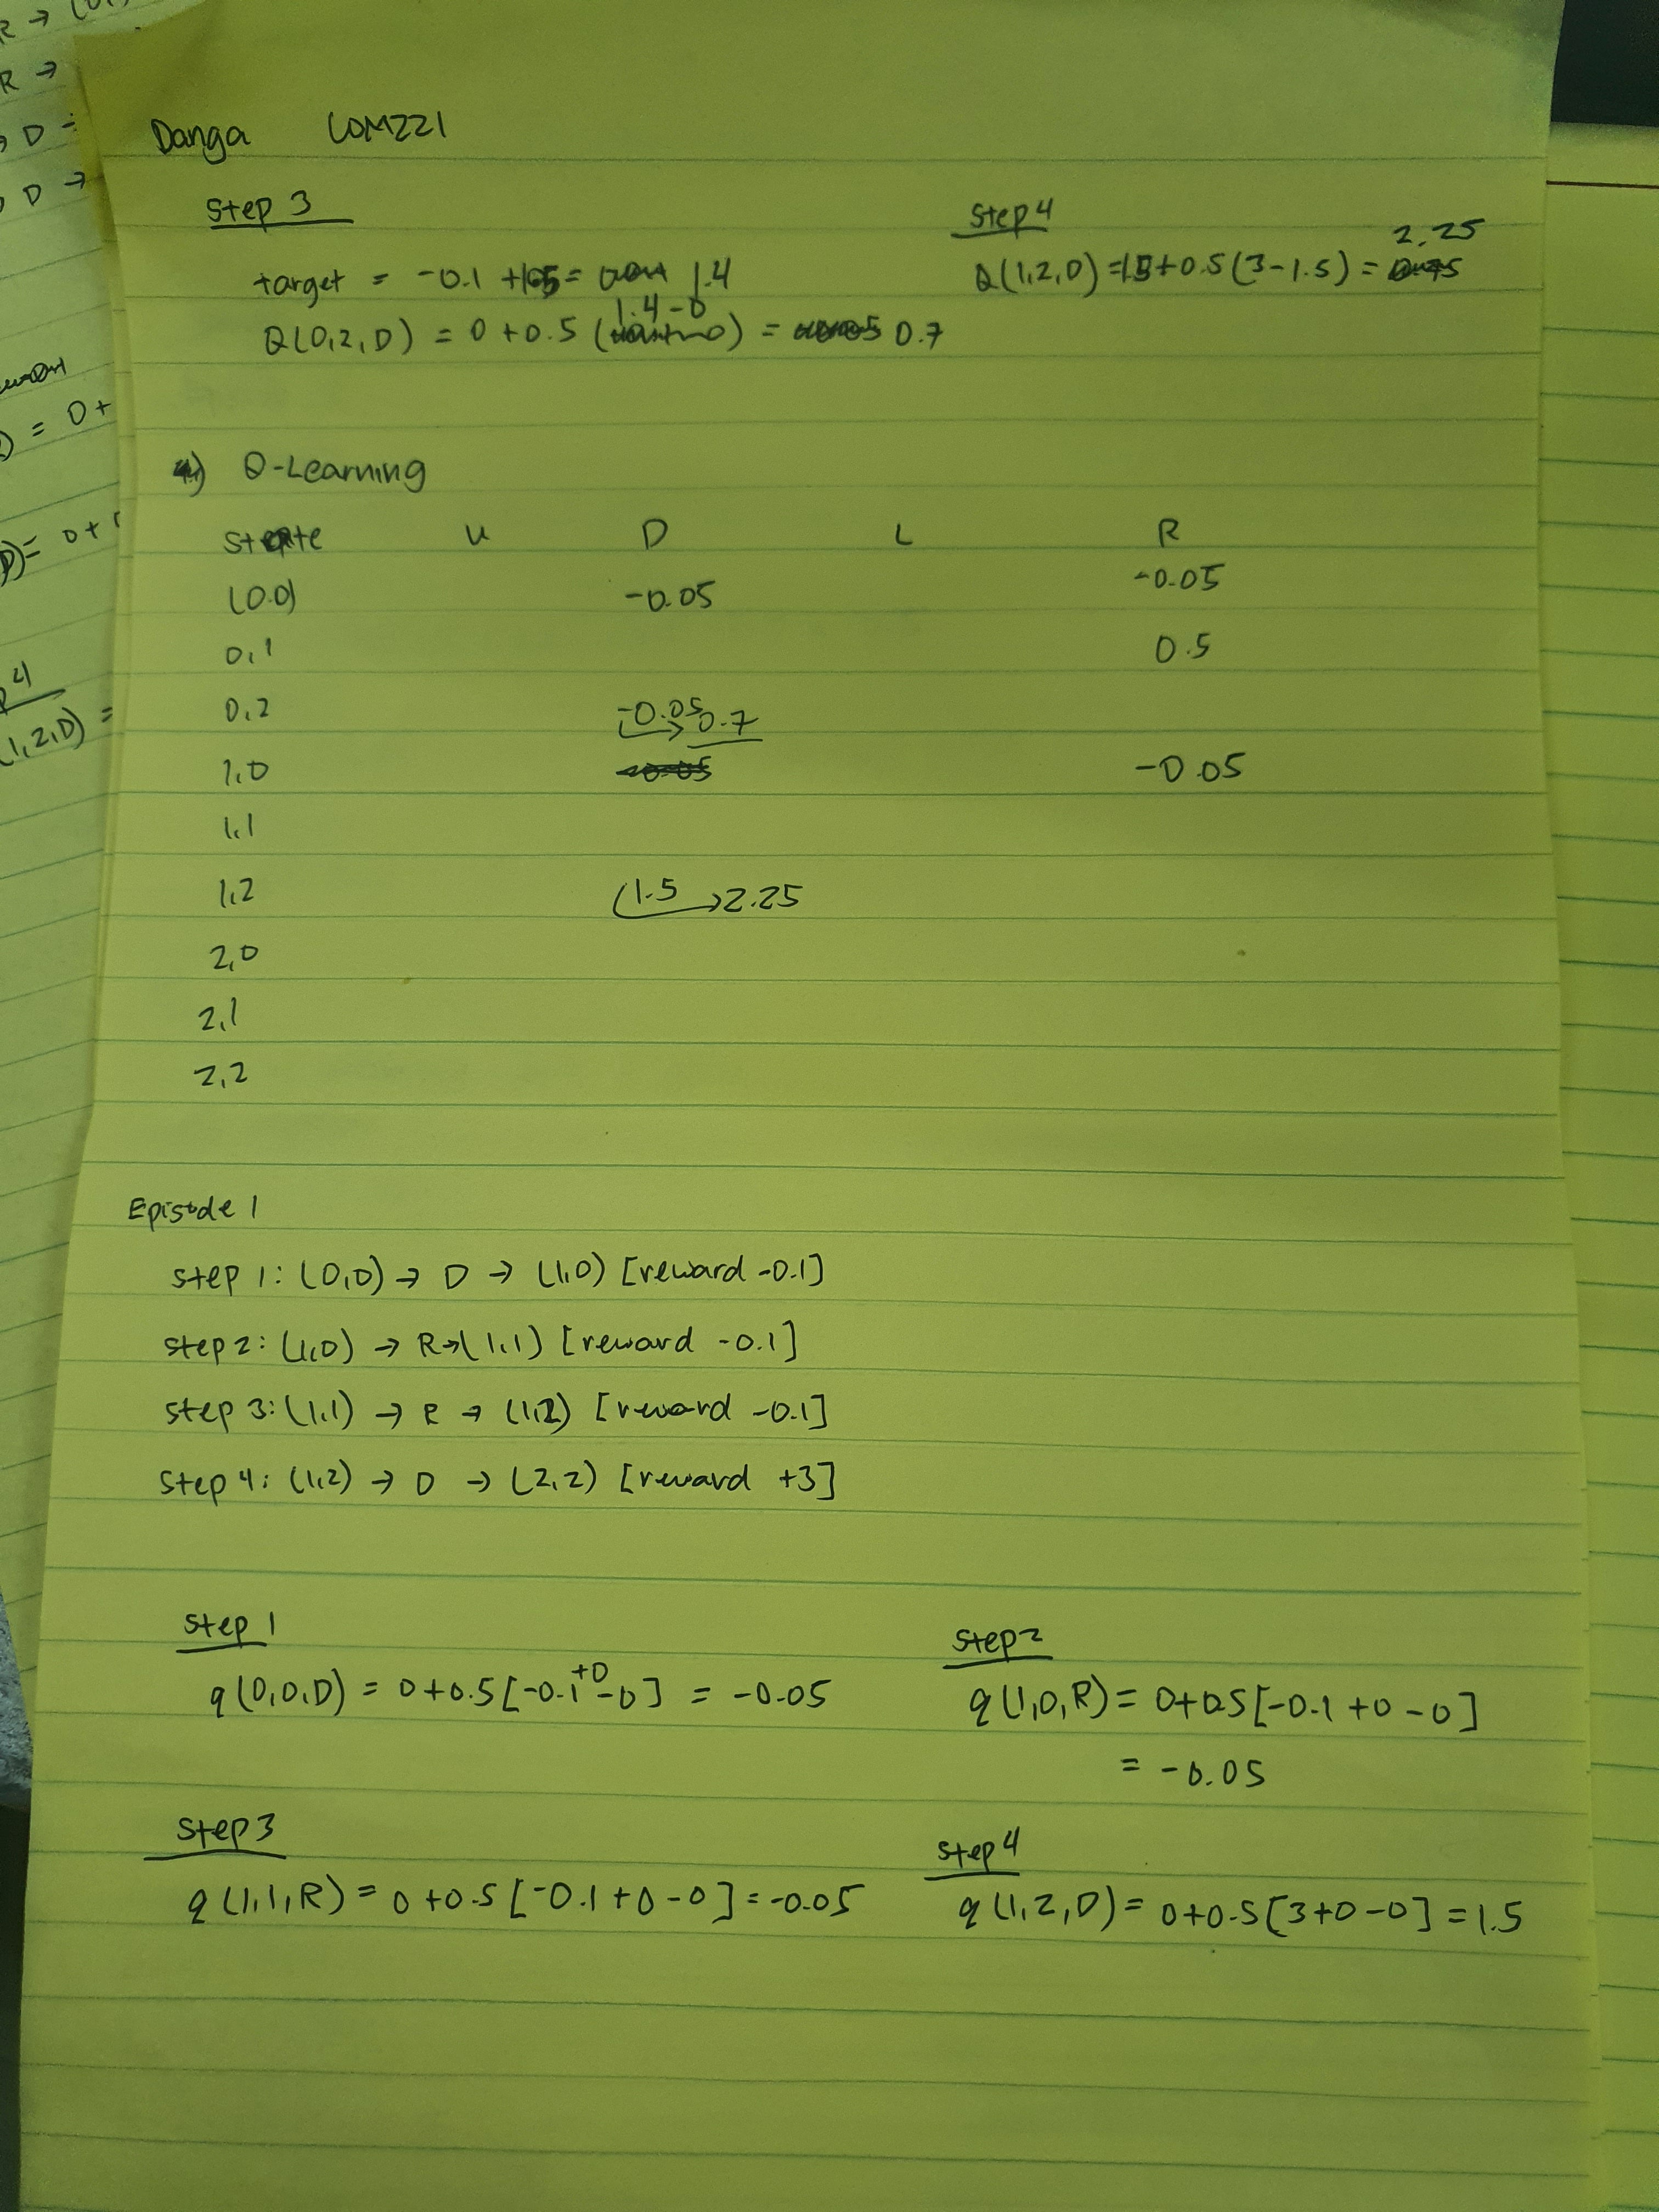 Danga COM221
Step 3
target = -0.1 + 1.5 = 1.4
1.4-0
Q(0,2,D) = 0 + 0.5 ( ) = 0.7
Step 4
2.25
Q(1,2,D) = 1.5 + 0.5 (3-1.5) =
4) Q-Learning
State U D L R
(0.0) -0.05 -0.05
0,1 0.5
0,2 -0.05 → 0.7
1,0 -0.05
1,1
1,2 1.5 → 2.25
2,0
2,1
2,2
Episode 1
step 1: (0,0) → D → (1,0) [reward -0.1]
step 2: (1,0) → R → (1,1) [reward -0.1]
step 3: (1,1) → R → (1,2) [reward -0.1]
step 4: (1,2) → D → (2,2) [reward +3]
step 1
q(0,0,D) = 0+0.5[-0.1+0-0] = -0.05
step 2
q(1,0,R) = 0+0.5[-0.1+0-0]
= -0.05
step 3
q(1,1,R) = 0+0.5[-0.1+0-0] = -0.05
step 4
q(1,2,D) = 0+0.5[3+0-0] = 1.5
R →
R →
D =
D →
= 0+
D) = 0+
4
1,2,D) =